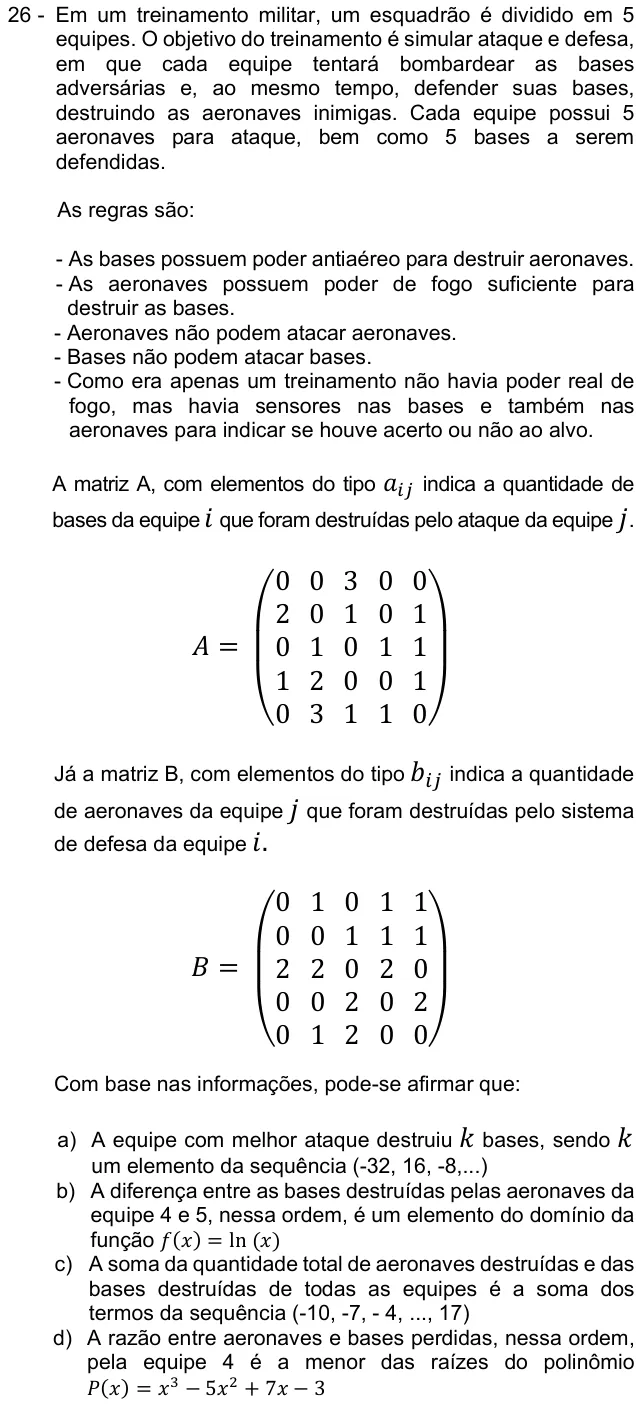 26 - Em um treinamento militar, um esquadrão é dividido em 5
equipes. O objetivo do treinamento é simular ataque e defesa,
em que cada equipe tentará bombardear as bases
adversárias e, ao mesmo tempo, defender suas bases,
destruindo as aeronaves inimigas. Cada equipe possui 5
aeronaves para ataque, bem como 5 bases a serem
defendidas.
As regras são:
- As bases possuem poder antiaéreo para destruir aeronaves.
- As aeronaves possuem poder de fogo suficiente para
destruir as bases.
- Aeronaves não podem atacar aeronaves.
- Bases não podem atacar bases.
- Como era apenas um treinamento não havia poder real de
fogo, mas havia sensores nas bases e também nas
aeronaves para indicar se houve acerto ou não ao alvo.
A matriz A, com elementos do tipo a_{ij} indica a quantidade de
bases da equipe i que foram destruídas pelo ataque da equipe j.
A = (0 0 3 0 0
2 0 1 0 1
0 1 0 1 1
1 2 0 0 1
0 3 1 1 0)
Já a matriz B, com elementos do tipo b_{ij} indica a quantidade
de aeronaves da equipe j que foram destruídas pelo sistema
de defesa da equipe i.
B = (0 1 0 1 1
0 0 1 1 1
2 2 0 2 0
0 0 2 0 2
0 1 2 0 0)
Com base nas informações, pode-se afirmar que:
a) A equipe com melhor ataque destruiu k bases, sendo k
um elemento da sequência (-32, 16, -8,...)
b) A diferença entre as bases destruídas pelas aeronaves da
equipe 4 e 5, nessa ordem, é um elemento do domínio da
função f(x) = ln (x)
c) A soma da quantidade total de aeronaves destruídas e das
bases destruídas de todas as equipes é a soma dos
termos da sequência (-10, -7, - 4, ..., 17)
d) A razão entre aeronaves e bases perdidas, nessa ordem,
pela equipe 4 é a menor das raízes do polinômio
P(x) = x³ − 5x² + 7x − 3